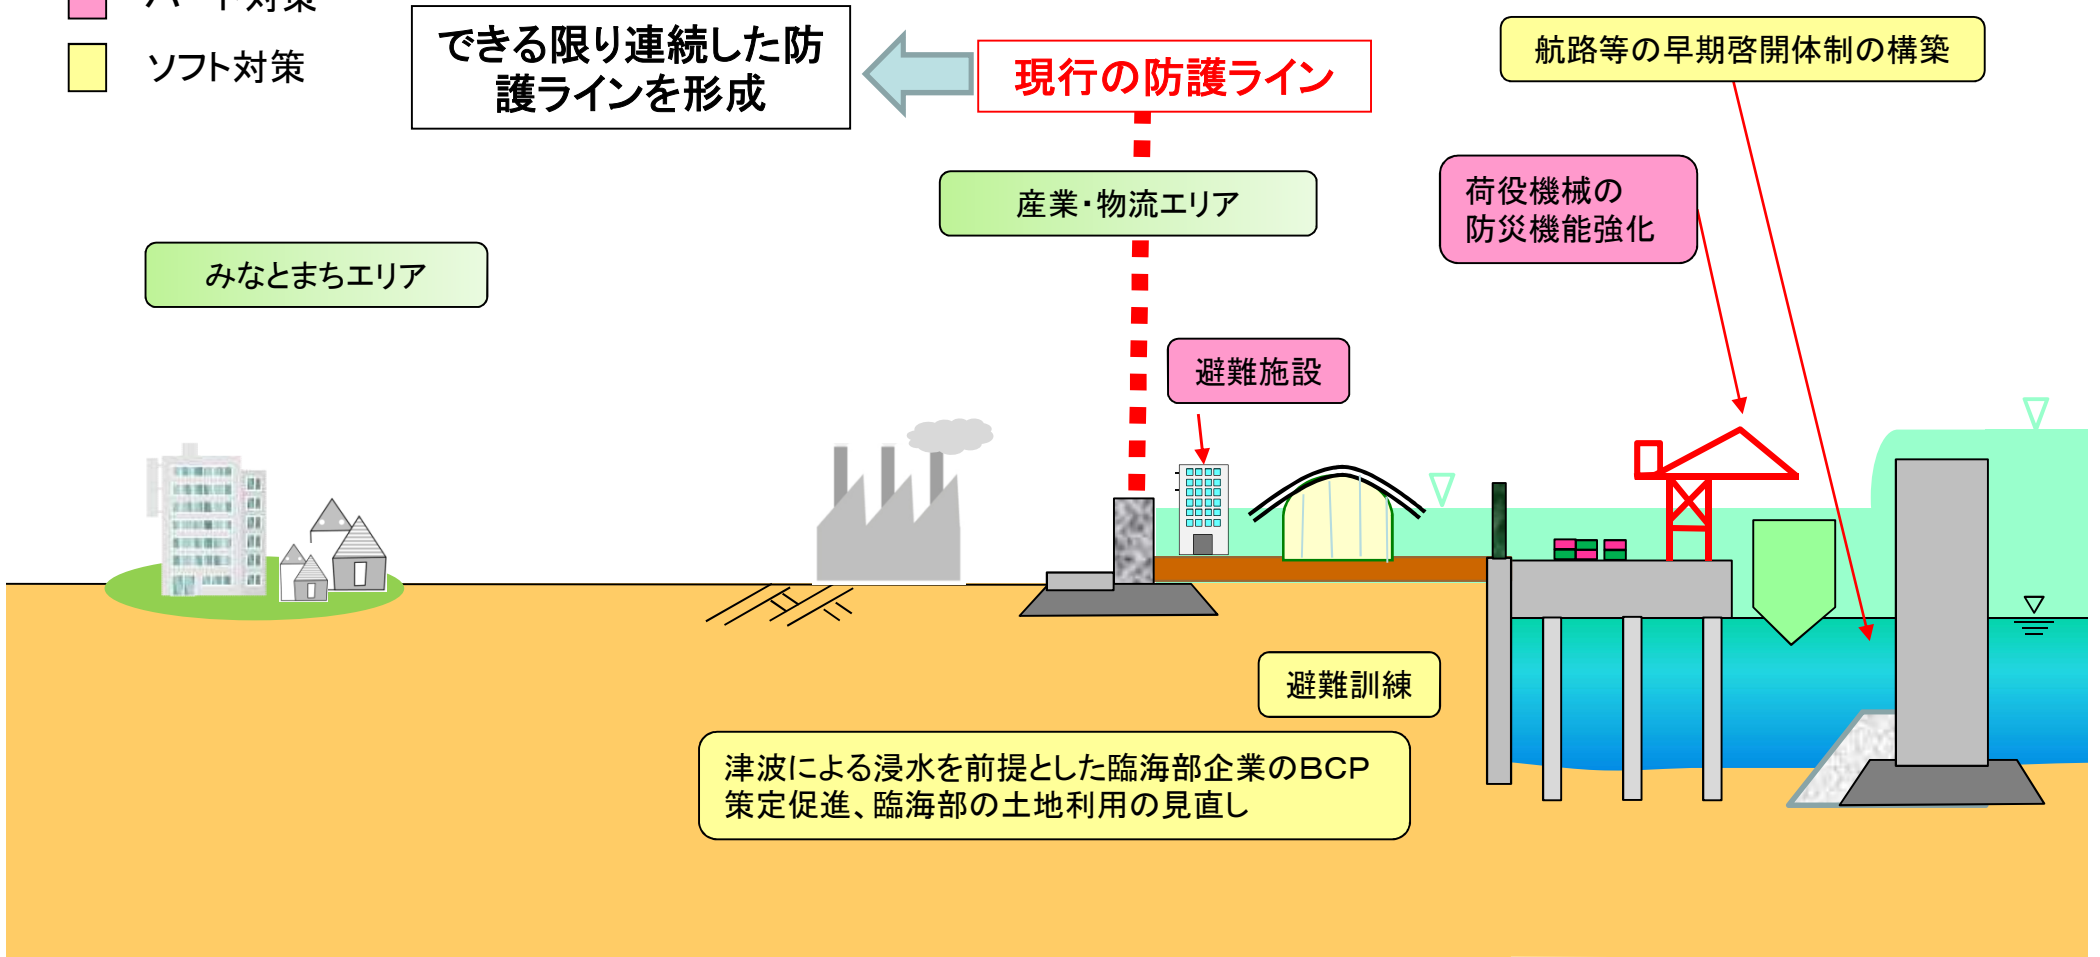 ハード対策
ソフト対策
できる限り連続した防
護ラインを形成
現行の防護ライン
航路等の早期啓開体制の構築
産業・物流エリア
荷役機械の
防災機能強化
みなとまちエリア
避難施設
避難訓練
津波による浸水を前提とした臨海部企業のBCP
策定促進、臨海部の土地利用の見直し